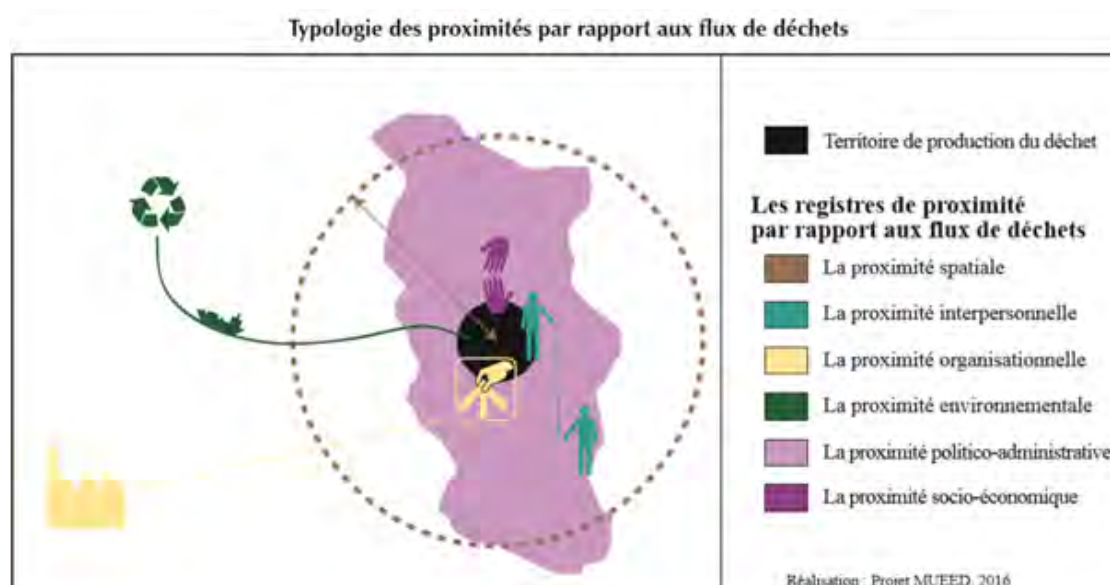 Typologie des proximités par rapport aux flux de déchets
Territoire de production du déchet
Les registres de proximité
par rapport aux flux de déchets
La proximité spatiale
La proximité interpersonnelle
La proximité organisationnelle
La proximité environnementale
La proximité politico-administrative
La proximité socio-économique
Réalisation : Projet MUEED, 2016